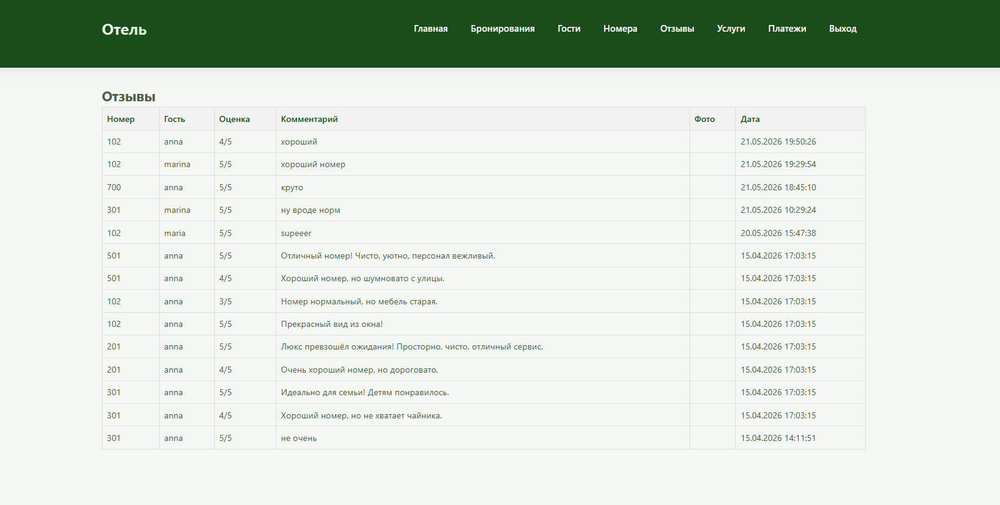 Отель
Главная Бронирования Гости Номера Отзывы Услуги Платежи Выход
Отзывы
Номер Гость Оценка Комментарий Фото Дата
102 anna 4/5 хороший 21.05.2026 19:50:26
102 marina 5/5 хороший номер 21.05.2026 19:29:54
700 anna 5/5 круто 21.05.2026 18:45:10
301 marina 5/5 ну вроде норм 21.05.2026 10:29:24
102 maria 5/5 supeeer 20.05.2026 15:47:38
501 anna 5/5 Отличный номер! Чисто, уютно, персонал вежливый. 15.04.2026 17:03:15
501 anna 4/5 Хороший номер, но шумновато с улицы. 15.04.2026 17:03:15
102 anna 3/5 Номер нормальный, но мебель старая. 15.04.2026 17:03:15
102 anna 5/5 Прекрасный вид из окна! 15.04.2026 17:03:15
201 anna 5/5 Люкс превзошёл ожидания! Просторно, чисто, отличный сервис. 15.04.2026 17:03:15
201 anna 4/5 Очень хороший номер, но дороговато. 15.04.2026 17:03:15
301 anna 5/5 Идеально для семьи! Детям понравилось. 15.04.2026 17:03:15
301 anna 4/5 Хороший номер, но не хватает чайника. 15.04.2026 17:03:15
301 anna 5/5 не очень 15.04.2026 14:11:51